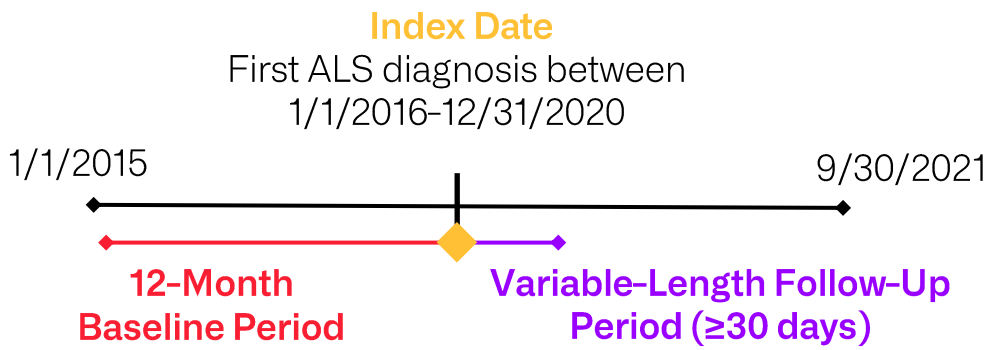 Index Date
First ALS diagnosis between
1/1/2016-12/31/2020
1/1/2015
9/30/2021
12-Month
Baseline Period
Variable-Length Follow-Up
Period (≥30 days)